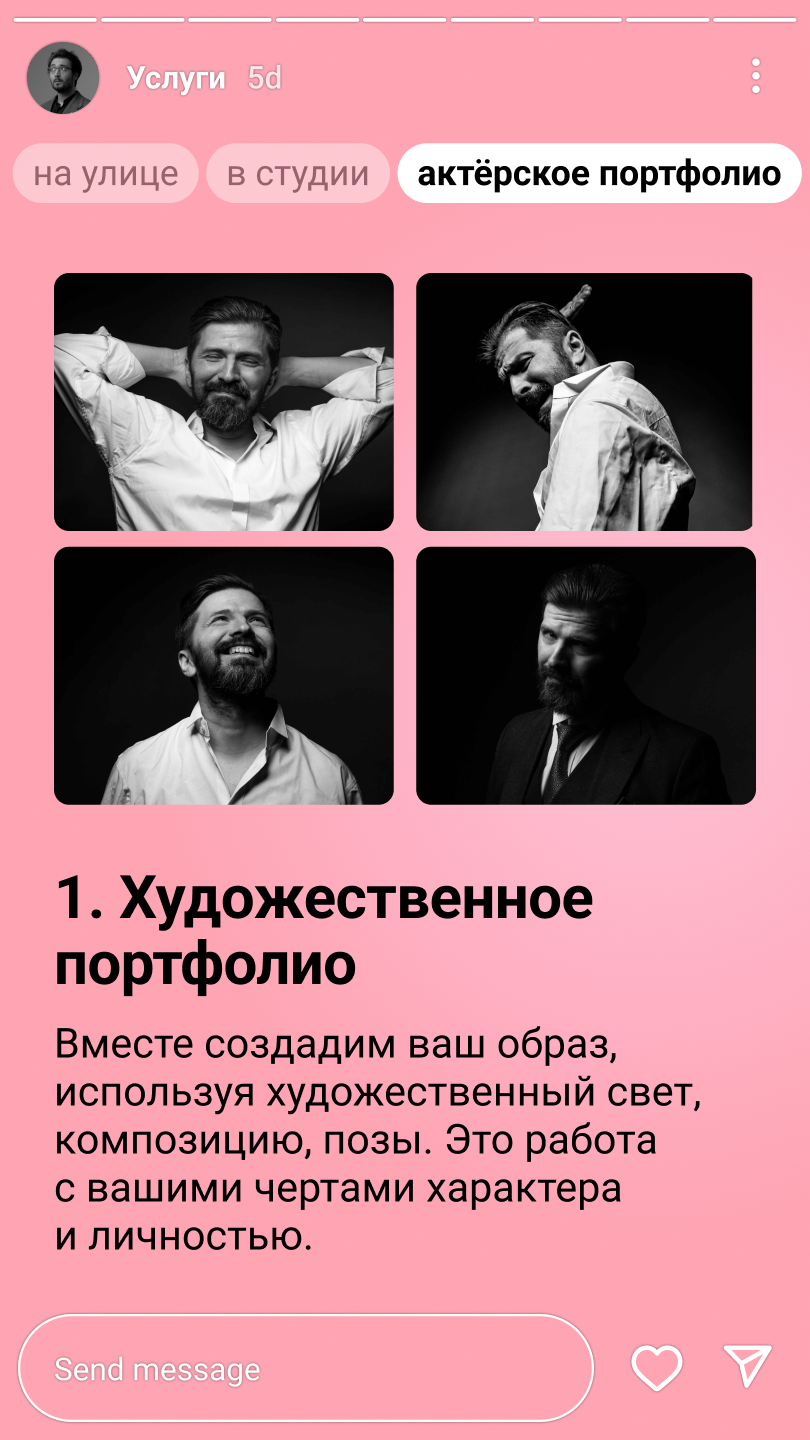 Услуги 5d
на улице в студии актёрское портфолио
1. Художественное
портфолио
Вместе создадим ваш образ,
используя художественный свет,
композицию, позы. Это работа
с вашими чертами характера
и личностью.
Send message